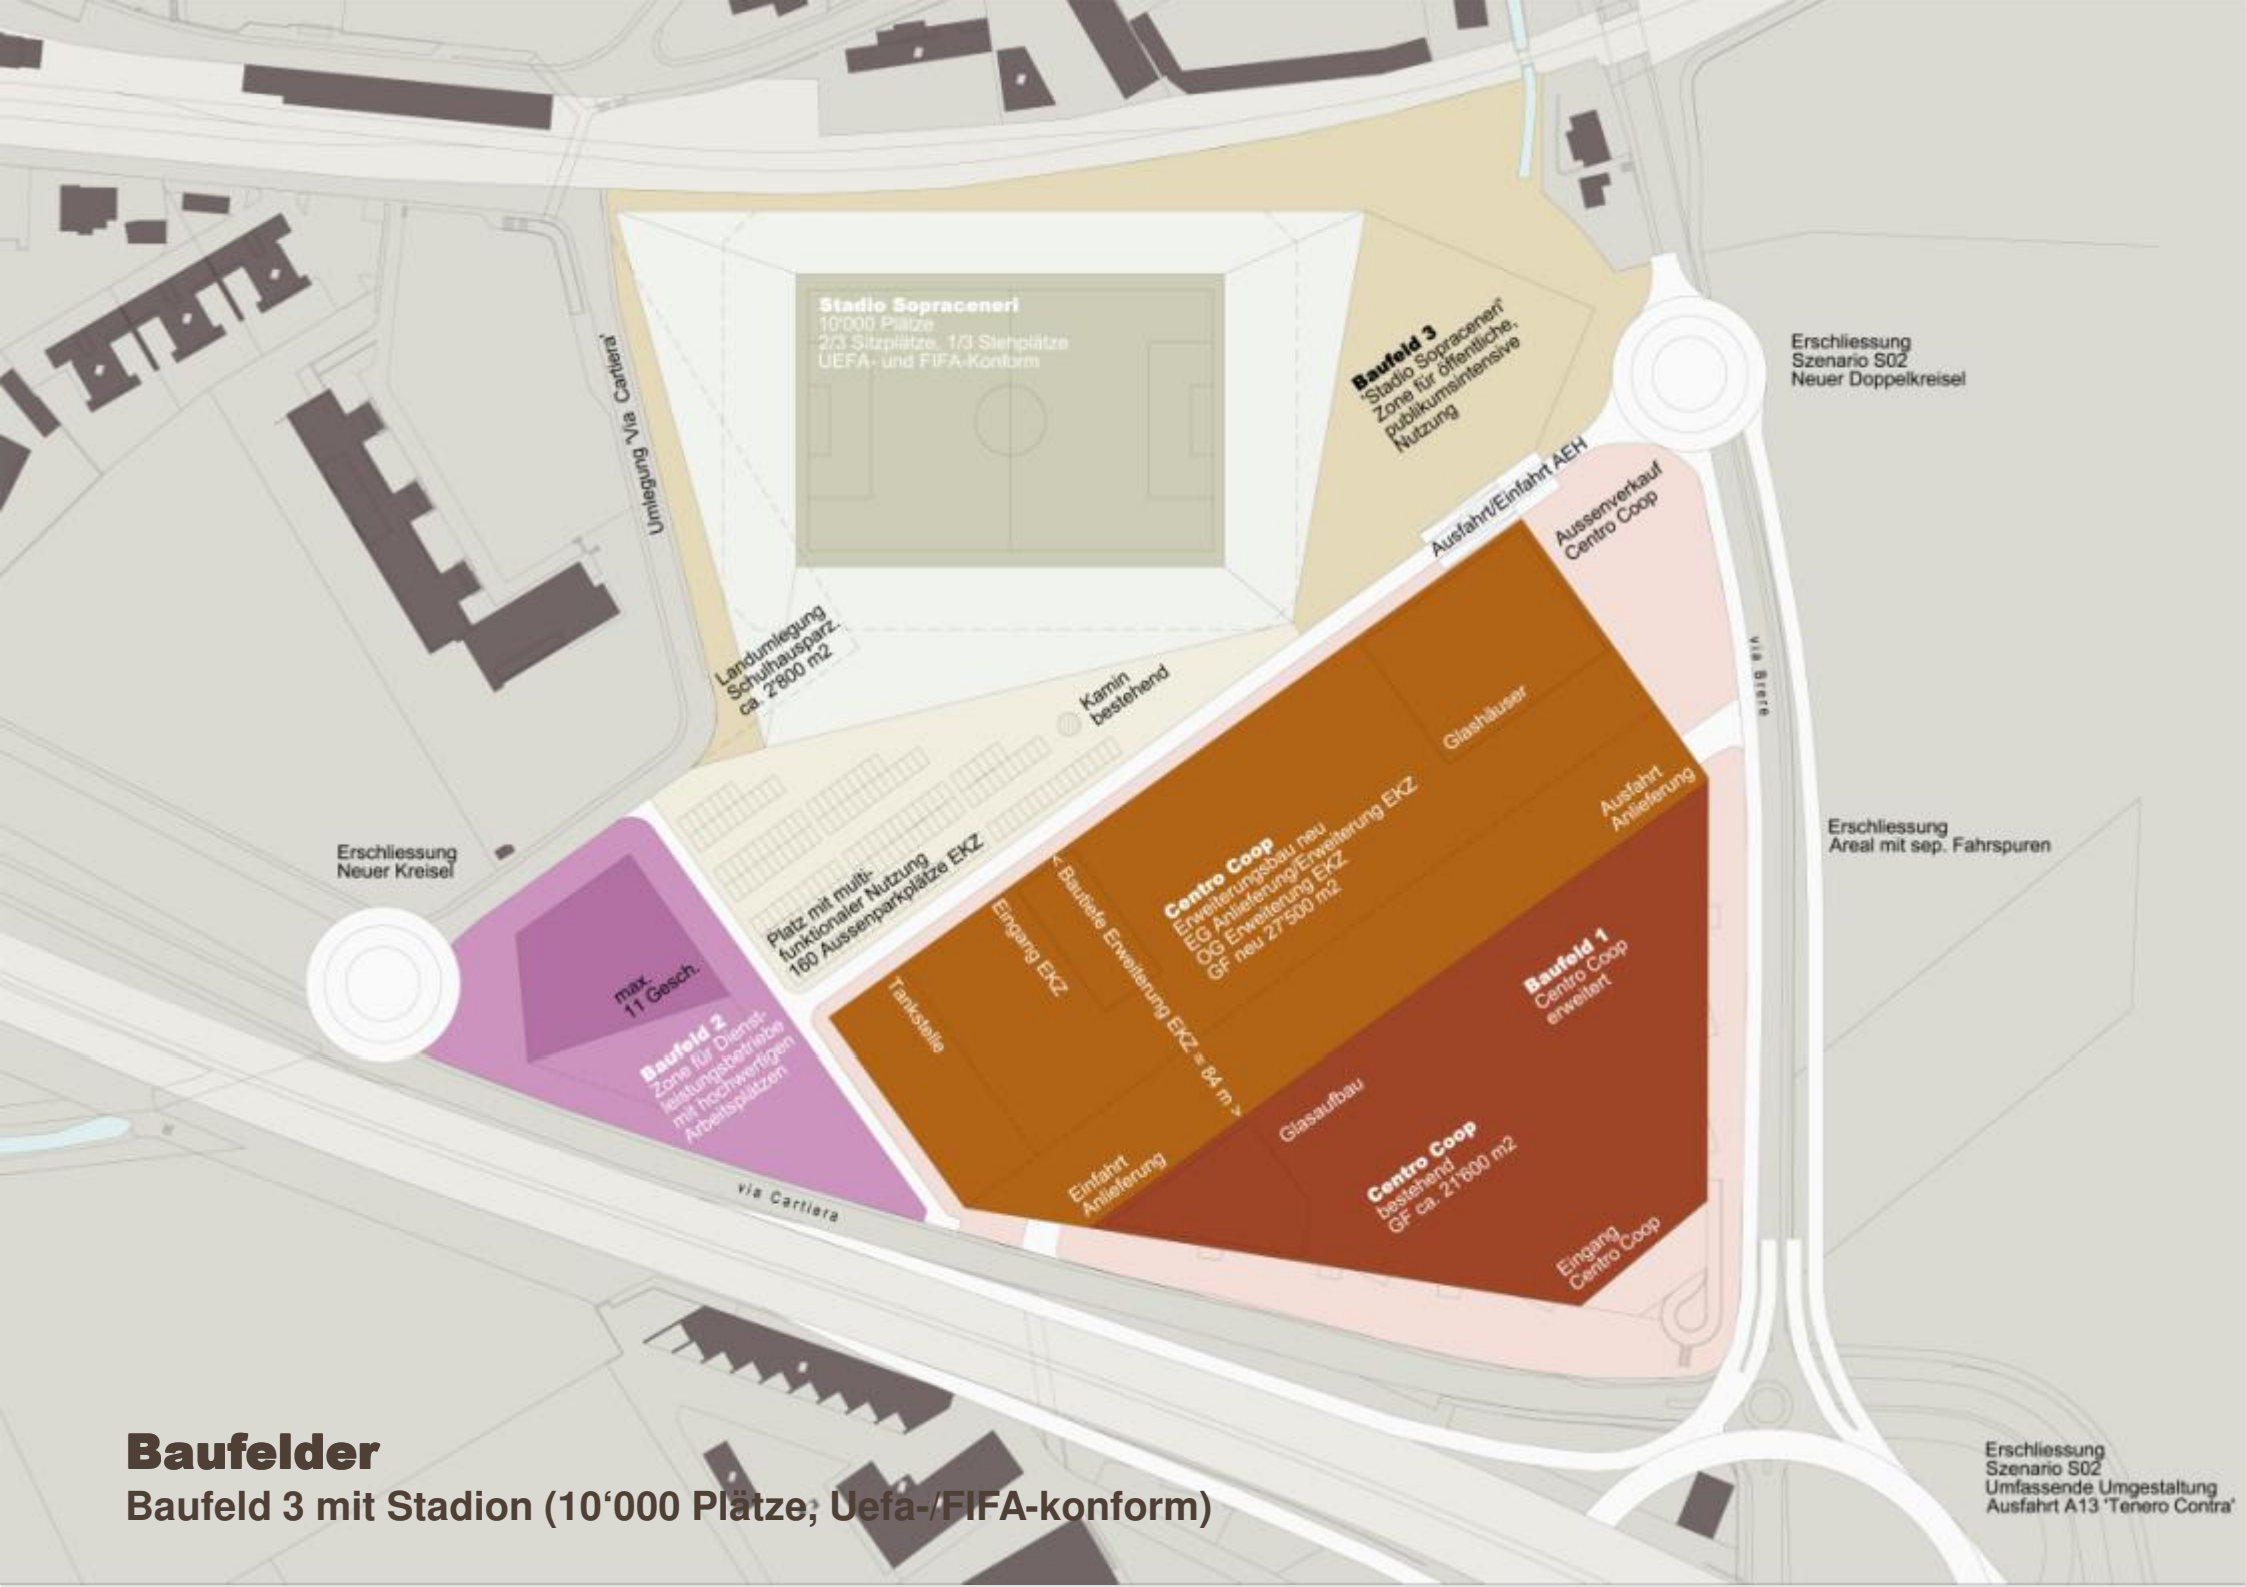 Stadio Sopraceneri
10'000 Plätze
2/3 Sitzplätze, 1/3 Stehplätze
UEFA- und FIFA-Konform
Baufeld 3
'Stadio Sopraceneri'
Zone für öffentliche,
publikumsintensive
Nutzung
Erschliessung
Szenario S02
Neuer Doppelkreisel
Umlegung Via Cartiera'
Ausfahrt/Einfahrt AEH
Aussenverkauf
Centro Coop
Landumlegung
Schulhausparz.
ca. 2'800 m2
Kamin
bestehend
via Brere
Glashäuser
Ausfahrt
Anlieferung
Erschliessung
Areal mit sep. Fahrspuren
Erschliessung
Neuer Kreisel
Platz mit multi-
funktionaler Nutzung
160 Aussenparkplätze EKZ
Centro Coop
Erweiterungsbau neu
EG Anlieferung/Erweiterung EKZ
OG Erweiterung EKZ
GF neu 27'500 m2
< Bautiefe Erweiterung EKZ = 84 m >
Eingang EKZ
Tankstelle
max.
11 Gesch.
Baufeld 2
Zone für Dienst-
leistungsbetriebe
mit hochwertigen
Arbeitsplätzen
Baufeld 1
Centro Coop
erweitert
Glasaufbau
Centro Coop
bestehend
GF ca. 21'600 m2
Einfahrt
Anlieferung
Eingang
Centro Coop
via Cartiera
Baufelder
Baufeld 3 mit Stadion (10‘000 Plätze; Uefa-/FIFA-konform)
Erschliessung
Szenario S02
Umfassende Umgestaltung
Ausfahrt A13 'Tenero Contra'